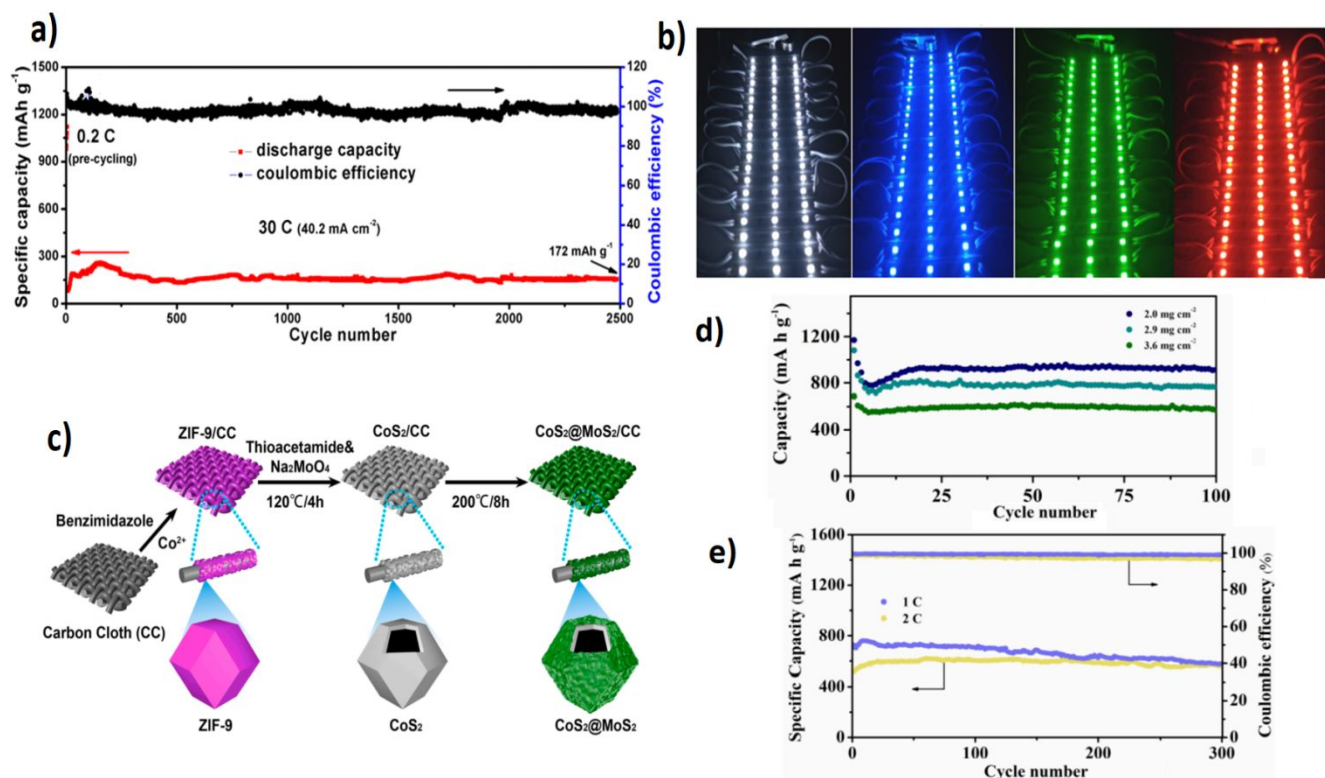 a)
1500
1200
900
600
300
0
0
500
1000
1500
2000
2500
120
100
80
60
40
20
0
Specific capacity (mAh g⁻¹)
Coulombic efficiency (%)
Cycle number
0.2 C
(pre-cycling)
discharge capacity
coulombic efficiency
30 C (40.2 mA cm⁻²)
172 mAh g⁻¹
b)
c)
ZIF-9/CC
Thioacetamide&
Na₂MoO₄
120℃/4h
CoS₂/CC
200℃/8h
CoS₂@MoS₂/CC
Benzimidazole
Co²⁺
Carbon Cloth (CC)
ZIF-9
CoS₂
CoS₂@MoS₂
d)
Capacity (mA h g⁻¹)
1200
800
400
0
0
25
50
75
100
Cycle number
2.0 mg cm⁻²
2.9 mg cm⁻²
3.6 mg cm⁻²
e)
Specific Capacity (mA h g⁻¹)
1600
1400
1200
1000
800
600
400
0
0
100
200
300
Cycle number
100
80
60
40
20
0
Coulombic efficiency (%)
1 C
2 C